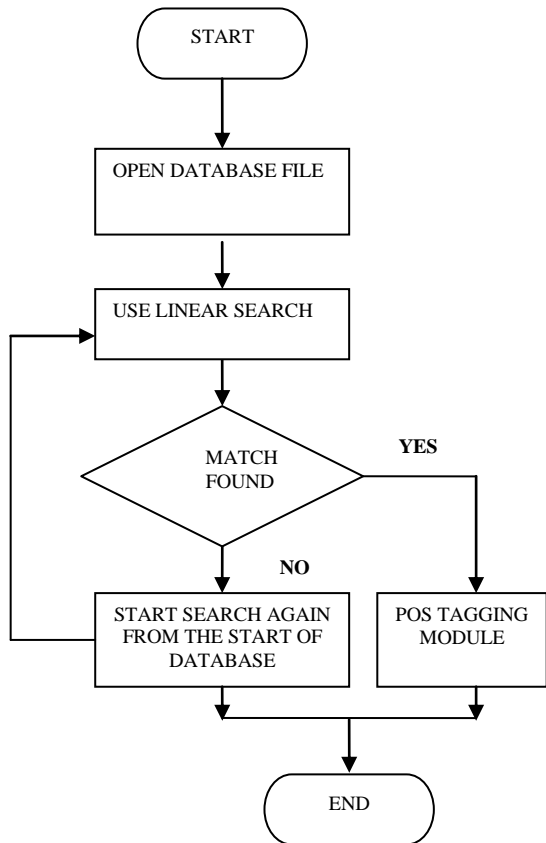 START
OPEN DATABASE FILE
USE LINEAR SEARCH
MATCH
FOUND
YES
NO
START SEARCH AGAIN
FROM THE START OF
DATABASE
POS TAGGING
MODULE
END